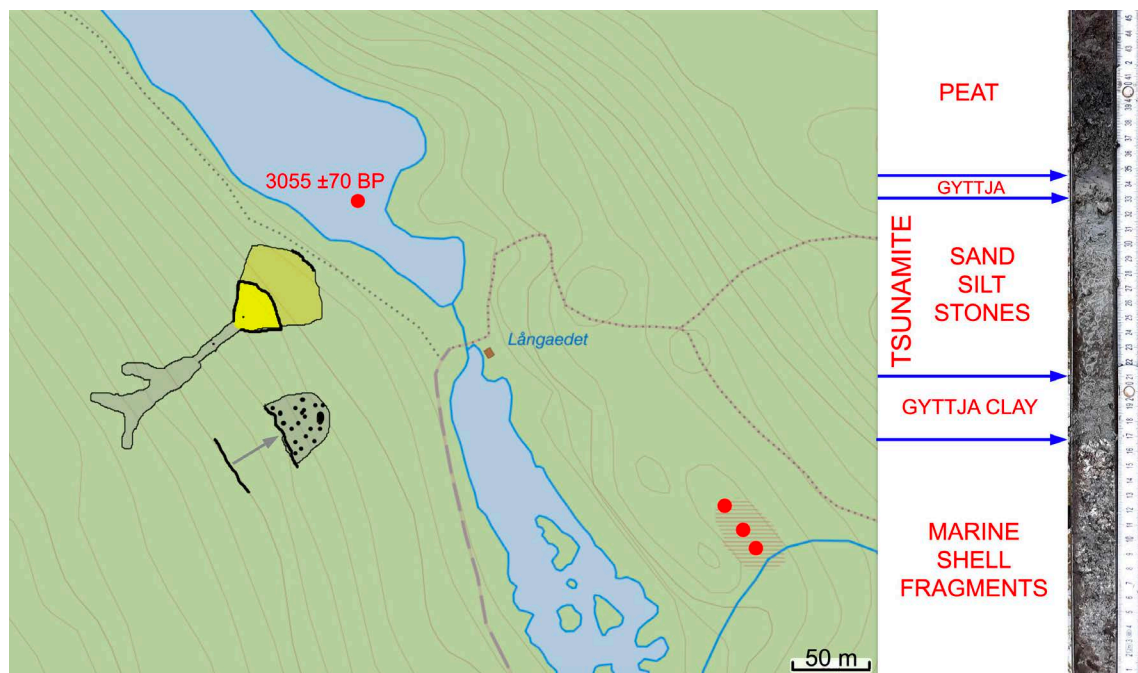 3055 ±70 BP
Långaedet
50 m
PEAT
GYTTJA
TSUNAMITE
SAND
SILT
STONES
GYTTJA CLAY
MARINE
SHELL
FRAGMENTS